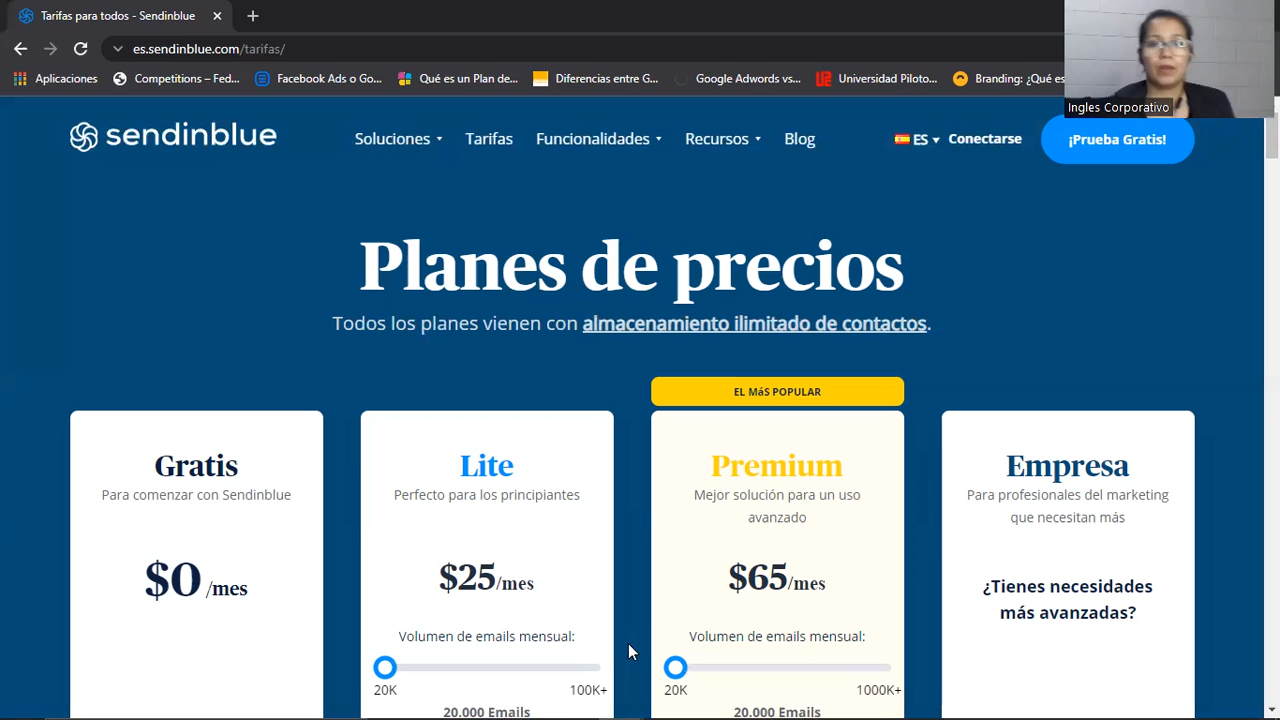 Tarifas para todos - Sendinblue
es.sendinblue.com/tarifas/
Aplicaciones
Competitions – Fed...
Facebook Ads o Go...
Qué es un Plan de...
Diferencias entre G...
Google Adwords vs...
Universidad Piloto...
Branding: ¿Qué es
Ingles Corporativo
sendinblue
Soluciones
Tarifas
Funcionalidades
Recursos
Blog
ES
Conectarse
¡Prueba Gratis!
Planes de precios
Todos los planes vienen con almacenamiento ilimitado de contactos.
EL MáS POPULAR
Gratis
Para comenzar con Sendinblue
$0 /mes
Lite
Perfecto para los principiantes
$25/mes
Volumen de emails mensual:
20K
100K+
20.000 Emails
Premium
Mejor solución para un uso
avanzado
$65/mes
Volumen de emails mensual:
20K
1000K+
20.000 Emails
Empresa
Para profesionales del marketing
que necesitan más
¿Tienes necesidades
más avanzadas?